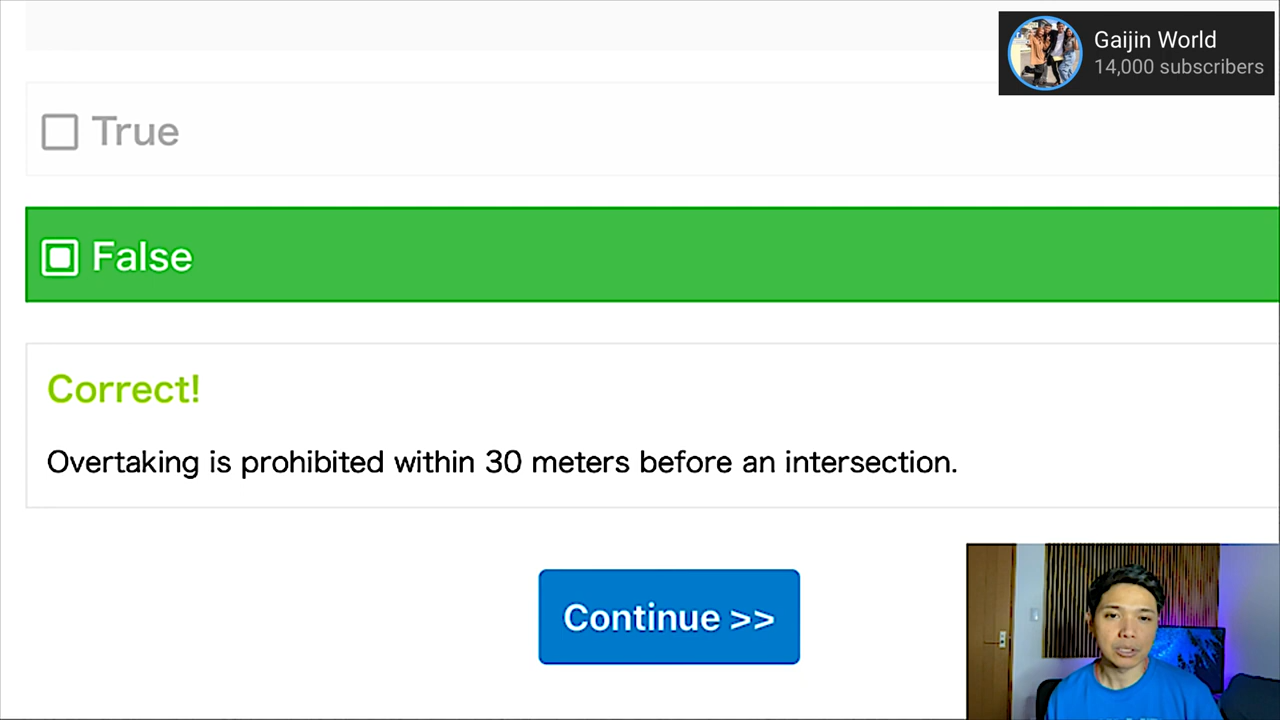 Gaijin World
14,000 subscribers
True
False
Correct!
Overtaking is prohibited within 30 meters before an intersection.
Continue >>